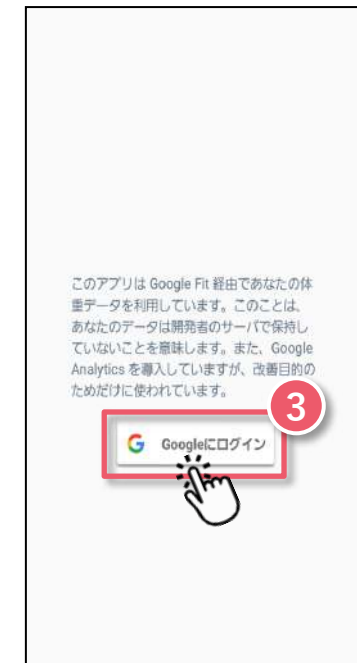 このアプリは Google Fit 経由であなたの体
重データを利用しています。このことは、
あなたのデータは開発者のサーバで保持し
ていないことを意味します。また、Google
Analytics を導入していますが、改善目的の
ためだけに使われています。
3
G Googleにログイン